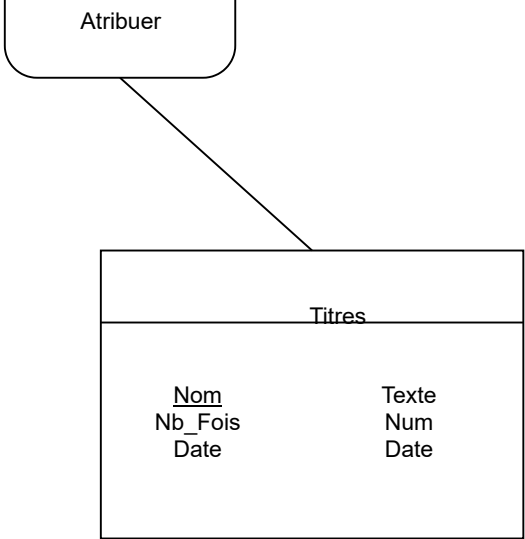 Atribuer
Titres
Nom Texte
Nb_Fois Num
Date Date